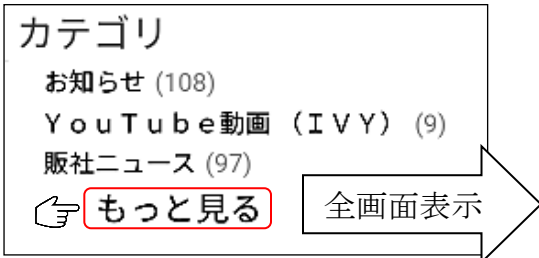 カテゴリ
お知らせ (108)
ＹｏｕＴｕｂｅ動画 （ＩＶＹ） (9)
販社ニュース (97)
もっと見る
全画面表示